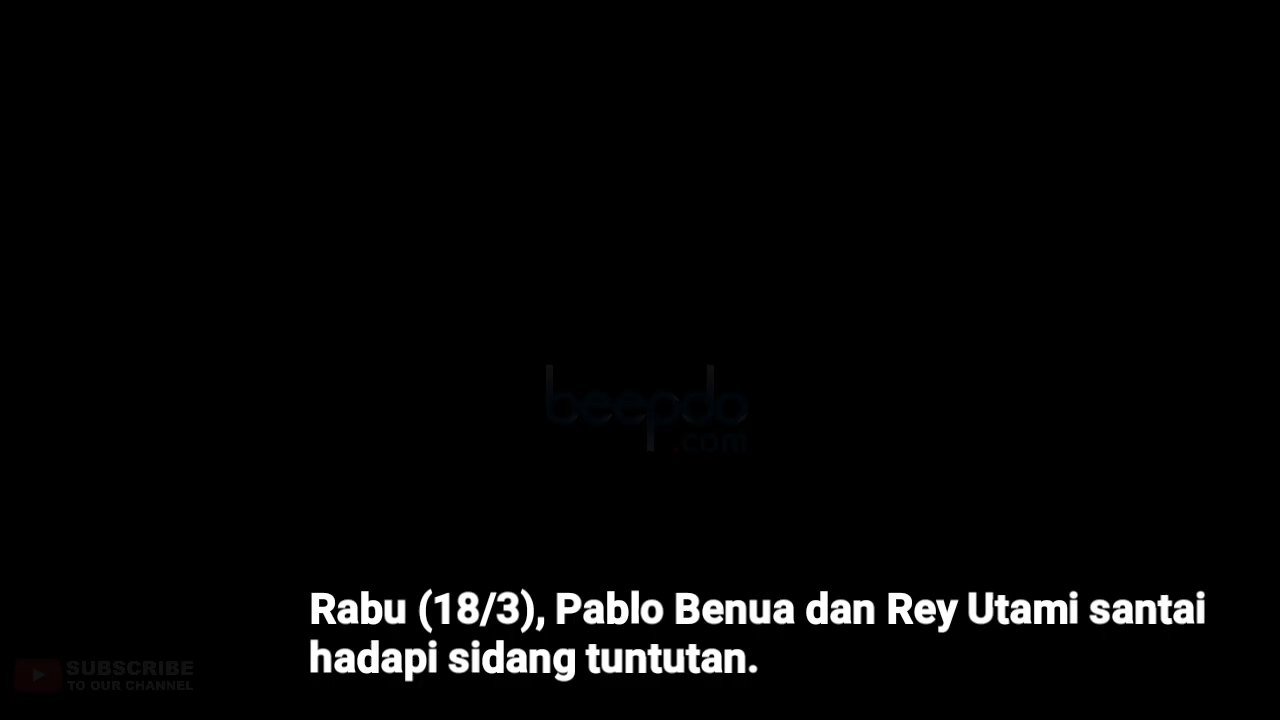 beepdo
.com
Rabu (18/3), Pablo Benua dan Rey Utami santai
hadapi sidang tuntutan.
SUBSCRIBE
TO OUR CHANNEL